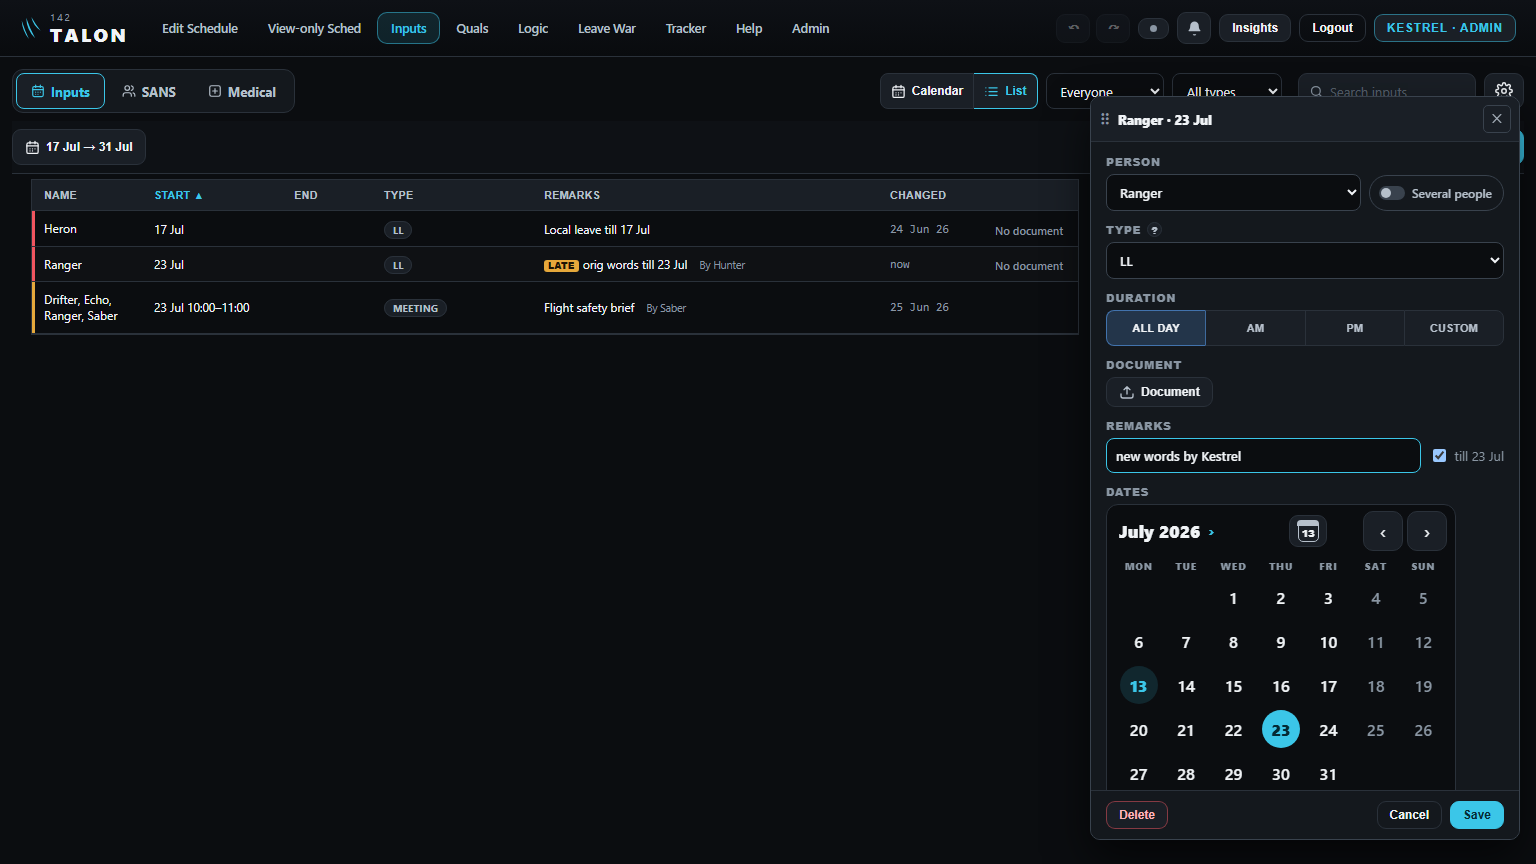 142
TALON
Edit Schedule
View-only Sched
Inputs
Quals
Logic
Leave War
Tracker
Help
Admin
Insights
Logout
KESTREL · ADMIN
Inputs
SANS
Medical
Calendar
List
Everyone
All types
Search inputs
17 Jul → 31 Jul
NAME START ▲ END TYPE REMARKS CHANGED
Heron 17 Jul LL Local leave till 17 Jul 24 Jun 26 No document
Ranger 23 Jul LL LATE orig words till 23 Jul By Hunter now No document
Drifter, Echo,
Ranger, Saber 23 Jul 10:00–11:00 MEETING Flight safety brief By Saber 25 Jun 26
Ranger · 23 Jul
PERSON
Ranger
Several people
TYPE ?
LL
DURATION
ALL DAY AM PM CUSTOM
DOCUMENT
Document
REMARKS
new words by Kestrel
till 23 Jul
DATES
July 2026 ›
13
‹ ›
MON TUE WED THU FRI SAT SUN
1 2 3 4 5
6 7 8 9 10 11 12
13 14 15 16 17 18 19
20 21 22 23 24 25 26
27 28 29 30 31
Delete
Cancel
Save